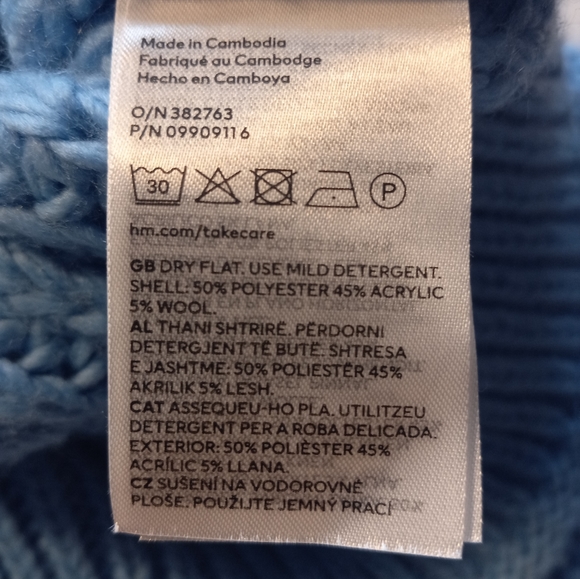 Made in Cambodia
Fabriqué au Cambodge
Hecho en Camboya
O/N 382763
P/N 09909116
30
P
hm.com/takecare
GB DRY FLAT. USE MILD DETERGENT.
SHELL: 50% POLYESTER 45% ACRYLIC
5% WOOL.
AL THANI SHTRIRË. PËRDORNI
DETERGJENT TË BUTË. SHTRESA
E JASHTME: 50% POLIESTËR 45%
AKRILIK 5% LESH.
CAT ASSEQUEU-HO PLA. UTILITZEU
DETERGENT PER A ROBA DELICADA.
EXTERIOR: 50% POLIÈSTER 45%
ACRÍLIC 5% LLANA.
CZ SUŠENÍ NA VODOROVNÉ
PLOŠE. POUŽIJTE JEMNÝ PRACÍ